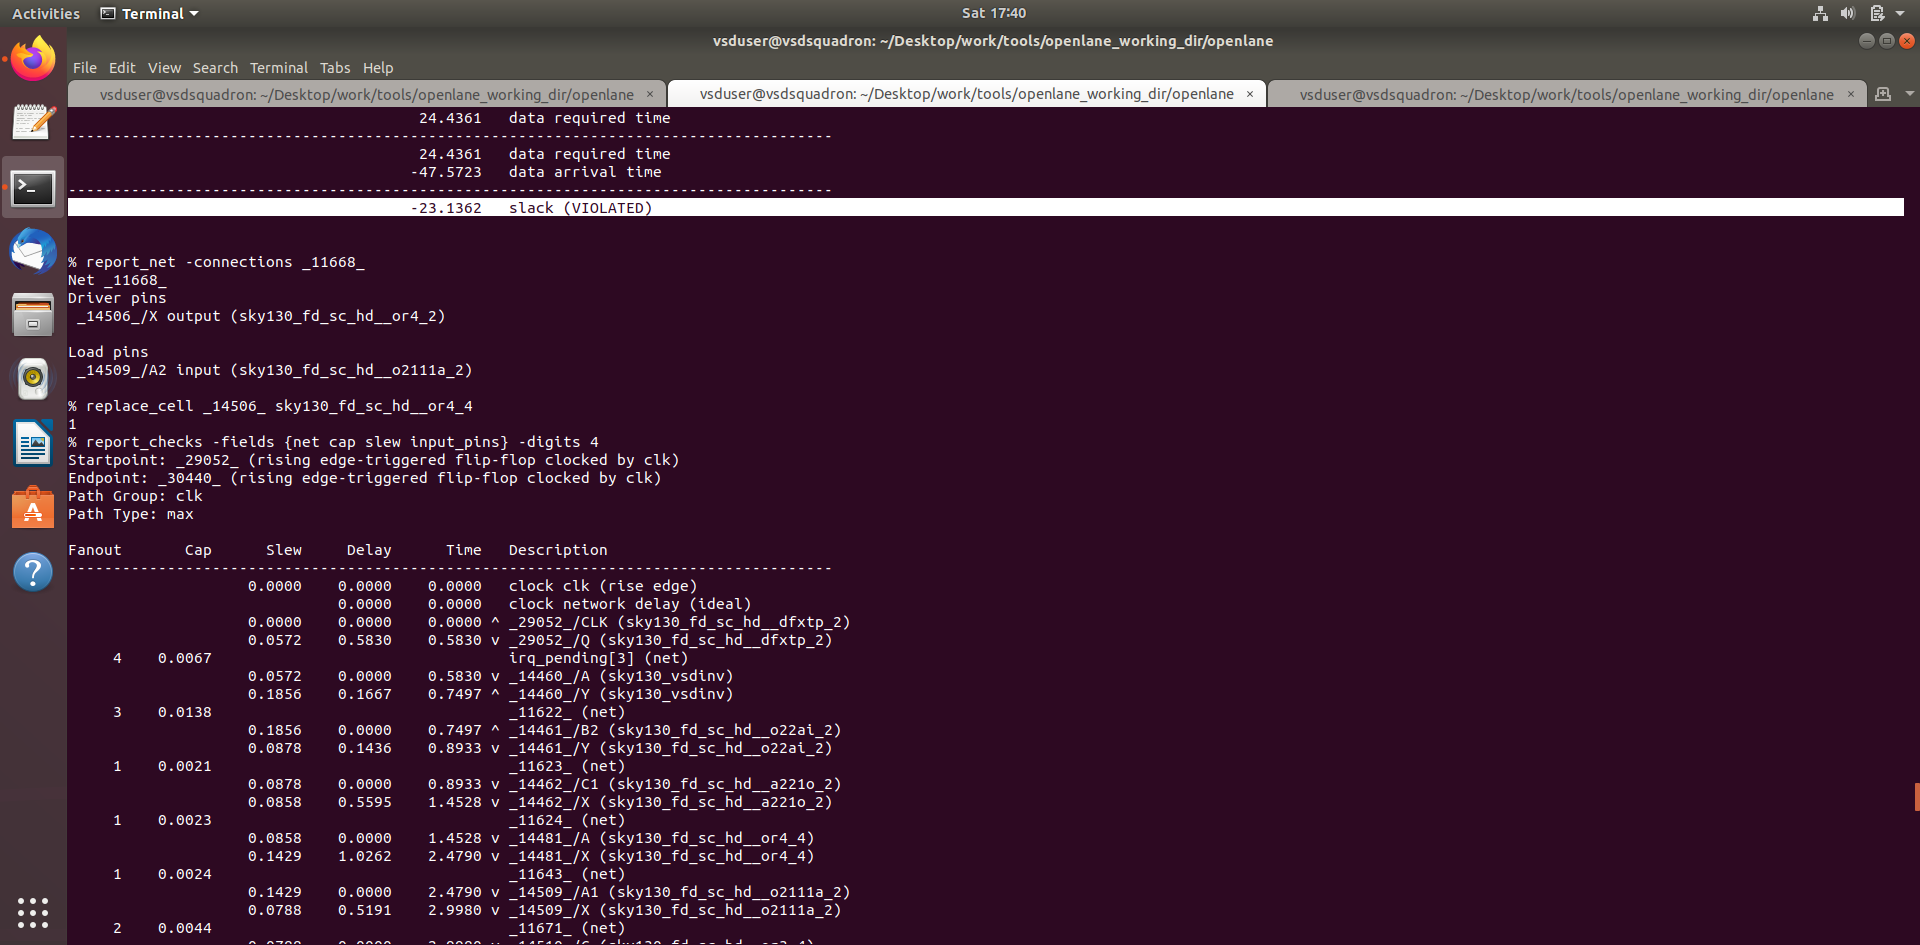 Activities Terminal Sat 17:40
vsduser@vsdsquadron: ~/Desktop/work/tools/openlane_working_dir/openlane
File Edit View Search Terminal Tabs Help
vsduser@vsdsquadron: ~/Desktop/work/tools/openlane_working_dir/openlane × vsduser@vsdsquadron: ~/Desktop/work/tools/openlane_working_dir/openlane × vsduser@vsdsquadron: ~/Desktop/work/tools/openlane_working_dir/openlane ×
24.4361 data required time
-------------------------------------------------------------------------------------
24.4361 data required time
-47.5723 data arrival time
-------------------------------------------------------------------------------------
-23.1362 slack (VIOLATED)
% report_net -connections _11668_
Net _11668_
Driver pins
_14506_/X output (sky130_fd_sc_hd__or4_2)
Load pins
_14509_/A2 input (sky130_fd_sc_hd__o2111a_2)
% replace_cell _14506_ sky130_fd_sc_hd__or4_4
1
% report_checks -fields {net cap slew input_pins} -digits 4
Startpoint: _29052_ (rising edge-triggered flip-flop clocked by clk)
Endpoint: _30440_ (rising edge-triggered flip-flop clocked by clk)
Path Group: clk
Path Type: max
Fanout Cap Slew Delay Time Description
-------------------------------------------------------------------------------------
0.0000 0.0000 0.0000 clock clk (rise edge)
0.0000 0.0000 clock network delay (ideal)
0.0000 0.0000 0.0000 ^ _29052_/CLK (sky130_fd_sc_hd__dfxtp_2)
0.0572 0.5830 0.5830 v _29052_/Q (sky130_fd_sc_hd__dfxtp_2)
4 0.0067 irq_pending[3] (net)
0.0572 0.0000 0.5830 v _14460_/A (sky130_vsdinv)
0.1856 0.1667 0.7497 ^ _14460_/Y (sky130_vsdinv)
3 0.0138 _11622_ (net)
0.1856 0.0000 0.7497 ^ _14461_/B2 (sky130_fd_sc_hd__o22ai_2)
0.0878 0.1436 0.8933 v _14461_/Y (sky130_fd_sc_hd__o22ai_2)
1 0.0021 _11623_ (net)
0.0878 0.0000 0.8933 v _14462_/C1 (sky130_fd_sc_hd__a221o_2)
0.0858 0.5595 1.4528 v _14462_/X (sky130_fd_sc_hd__a221o_2)
1 0.0023 _11624_ (net)
0.0858 0.0000 1.4528 v _14481_/A (sky130_fd_sc_hd__or4_4)
0.1429 1.0262 2.4790 v _14481_/X (sky130_fd_sc_hd__or4_4)
1 0.0024 _11643_ (net)
0.1429 0.0000 2.4790 v _14509_/A1 (sky130_fd_sc_hd__o2111a_2)
0.0788 0.5191 2.9980 v _14509_/X (sky130_fd_sc_hd__o2111a_2)
2 0.0044 _11671_ (net)